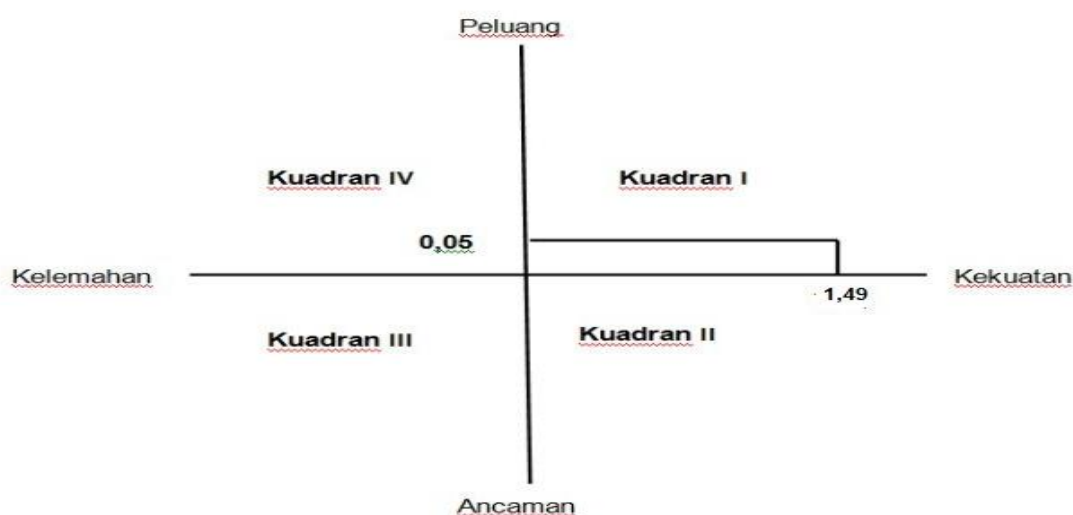 Peluang
Kuadran IV
Kuadran I
0,05
Kelemahan
Kekuatan
1,49
Kuadran III
Kuadran II
Ancaman